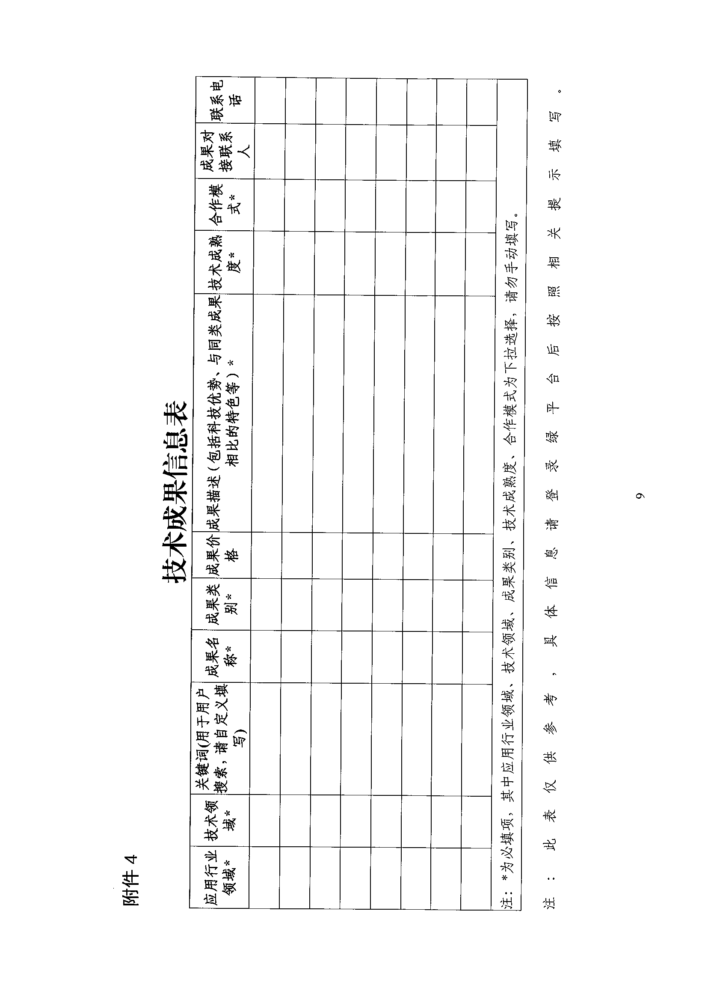 附件 4
技术成果信息表
应用行业
领域*
技术领
域*
关键词(用于用户
搜索，请自定义填
写)
成果名
称*
成果类
别*
成果价
格
成果描述（包括科技优势、与同类成果
相比的特色等）*
技术成熟
度*
合作模
式*
成果对
接联系
人
联系电
话
注：*为必填项，其中应用行业领域、技术领域、成果类别、技术成熟度、合作模式为下拉选择，请勿手动填写。
注：此表仅供参考，具体信息请登录绿平台后按照相关提示填写。
9